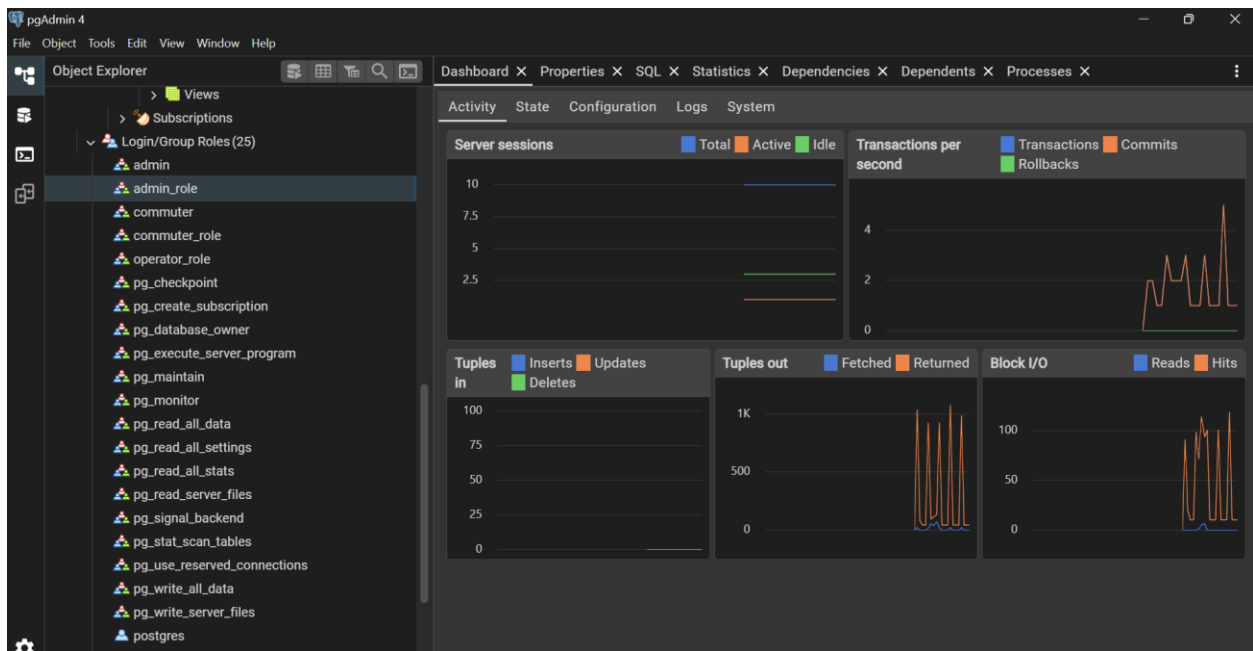 pgAdmin 4
File Object Tools Edit View Window Help
Object Explorer
Views
Subscriptions
Login/Group Roles (25)
admin
admin_role
commuter
commuter_role
operator_role
pg_checkpoint
pg_create_subscription
pg_database_owner
pg_execute_server_program
pg_maintain
pg_monitor
pg_read_all_data
pg_read_all_settings
pg_read_all_stats
pg_read_server_files
pg_signal_backend
pg_stat_scan_tables
pg_use_reserved_connections
pg_write_all_data
pg_write_server_files
postgres
Dashboard Properties SQL Statistics Dependencies Dependents Processes
Activity State Configuration Logs System
Server sessions Total Active Idle
10
7.5
5
2.5
Transactions per
second
Transactions Commits
Rollbacks
4
2
0
Tuples
in
Inserts Updates
Deletes
100
75
50
25
0
Tuples out Fetched Returned
1K
500
0
Block I/O Reads Hits
100
50
0